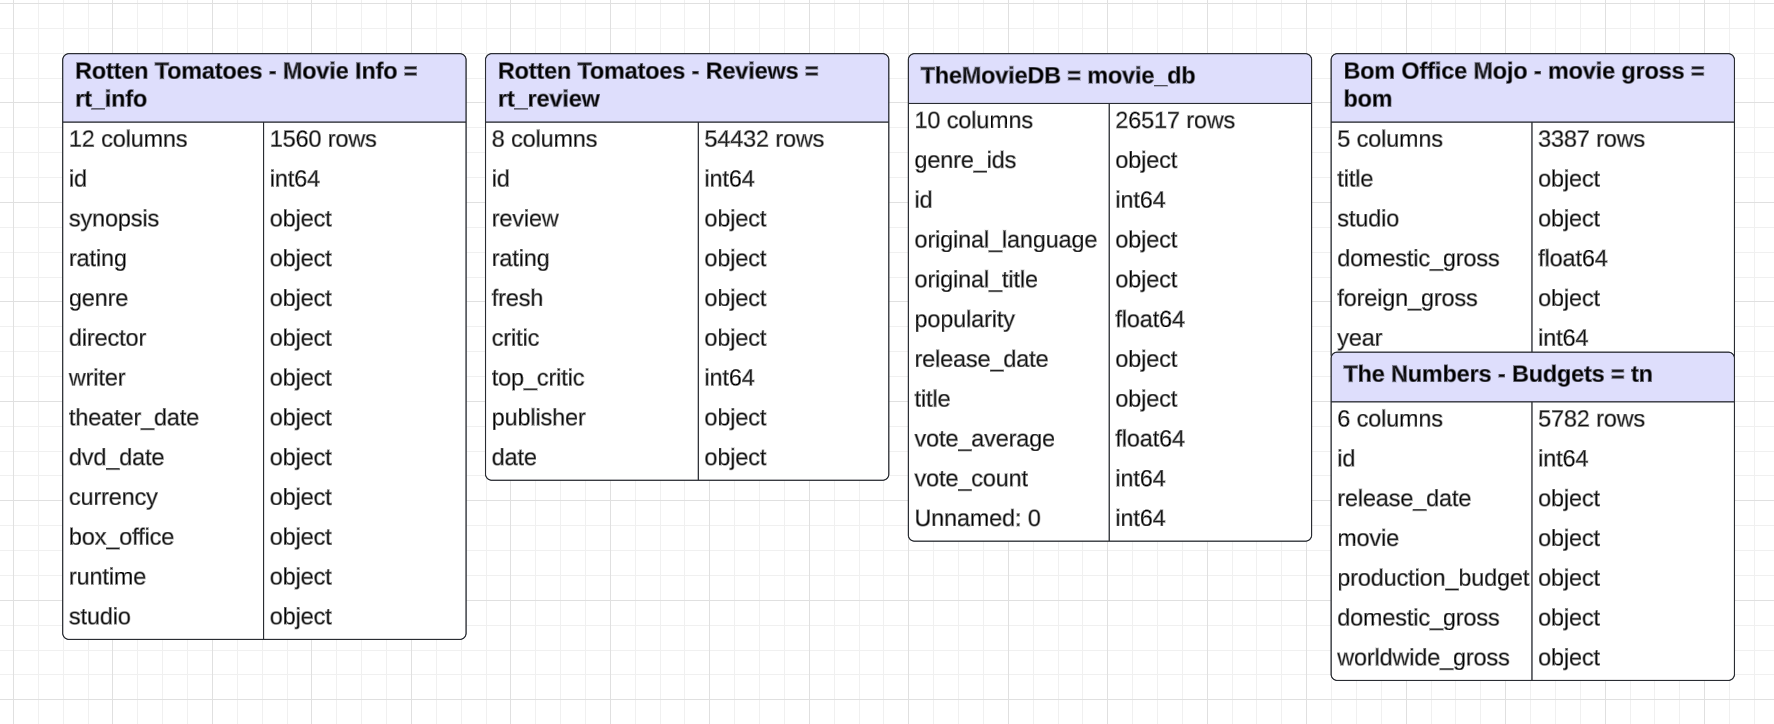 Rotten Tomatoes - Movie Info =
rt_info
12 columns 1560 rows
id int64
synopsis object
rating object
genre object
director object
writer object
theater_date object
dvd_date object
currency object
box_office object
runtime object
studio object
Rotten Tomatoes - Reviews =
rt_review
8 columns 54432 rows
id int64
review object
rating object
fresh object
critic object
top_critic int64
publisher object
date object
TheMovieDB = movie_db
10 columns 26517 rows
genre_ids object
id int64
original_language object
original_title object
popularity float64
release_date object
title object
vote_average float64
vote_count int64
Unnamed: 0 int64
Bom Office Mojo - movie gross =
bom
5 columns 3387 rows
title object
studio object
domestic_gross float64
foreign_gross object
year int64
The Numbers - Budgets = tn
6 columns 5782 rows
id int64
release_date object
movie object
production_budget object
domestic_gross object
worldwide_gross object